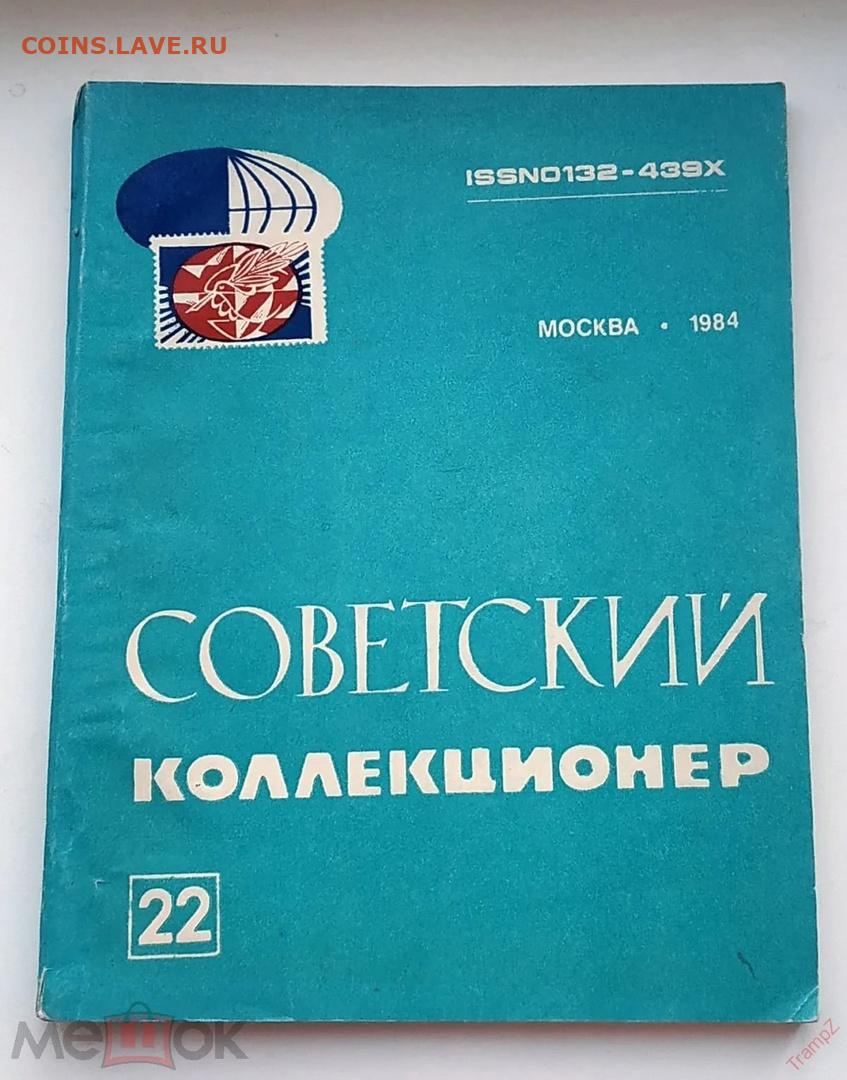 COINS.LAVE.RU
ISSN0132-439X
МОСКВА • 1984
СОВЕТСКИЙ
КОЛЛЕКЦИОНЕР
22
МЕШОК
TrampZ